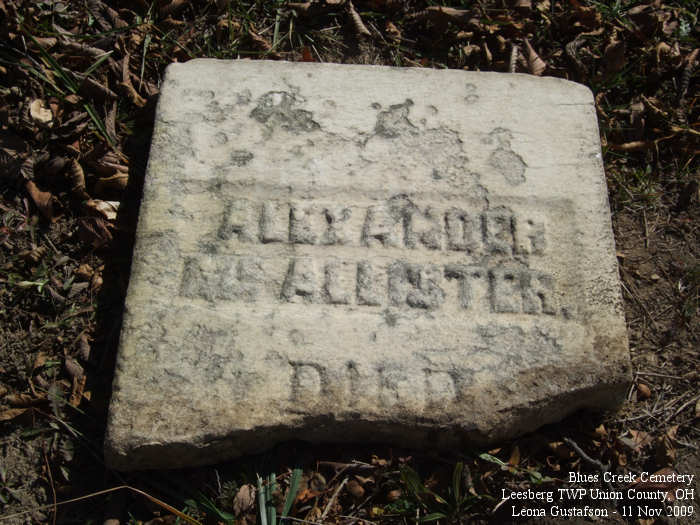 ALEXANDER
McALLISTER.
DIED
Blues Creek Cemetery
Leesberg TWP Union County, OH
Leona Gustafson - 11 Nov 2009